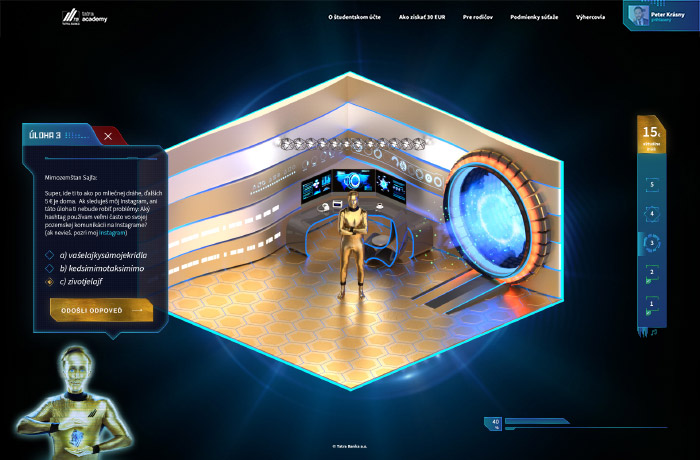 TATRA BANKA
tatra
academy
O študentskom účte
Ako získať 30 EUR
Pre rodičov
Podmienky súťaže
Výhercovia
Peter Krásny
prihlásený
ÚLOHA 3
Mimozemšťan Sajfa:
Super, ide ti to ako po mliečnej dráhe, ďalších
5 € je doma. Ak sleduješ môj Instagram, ani
táto úloha ti nebude robiť problémy: Aký
hashtag používam veľmi často vo svojej
pozemskej komunikácii na Instagrame?
(ak nevieš, pozri môj Instagram)
a) vašelajkysúmojekrídla
b) kedsimimotaksimimo
c) zivotjelajf
ODOŠLI ODPOVEĎ
15€
5
4
3
2
1
40
%
© Tatra Banka a.s.